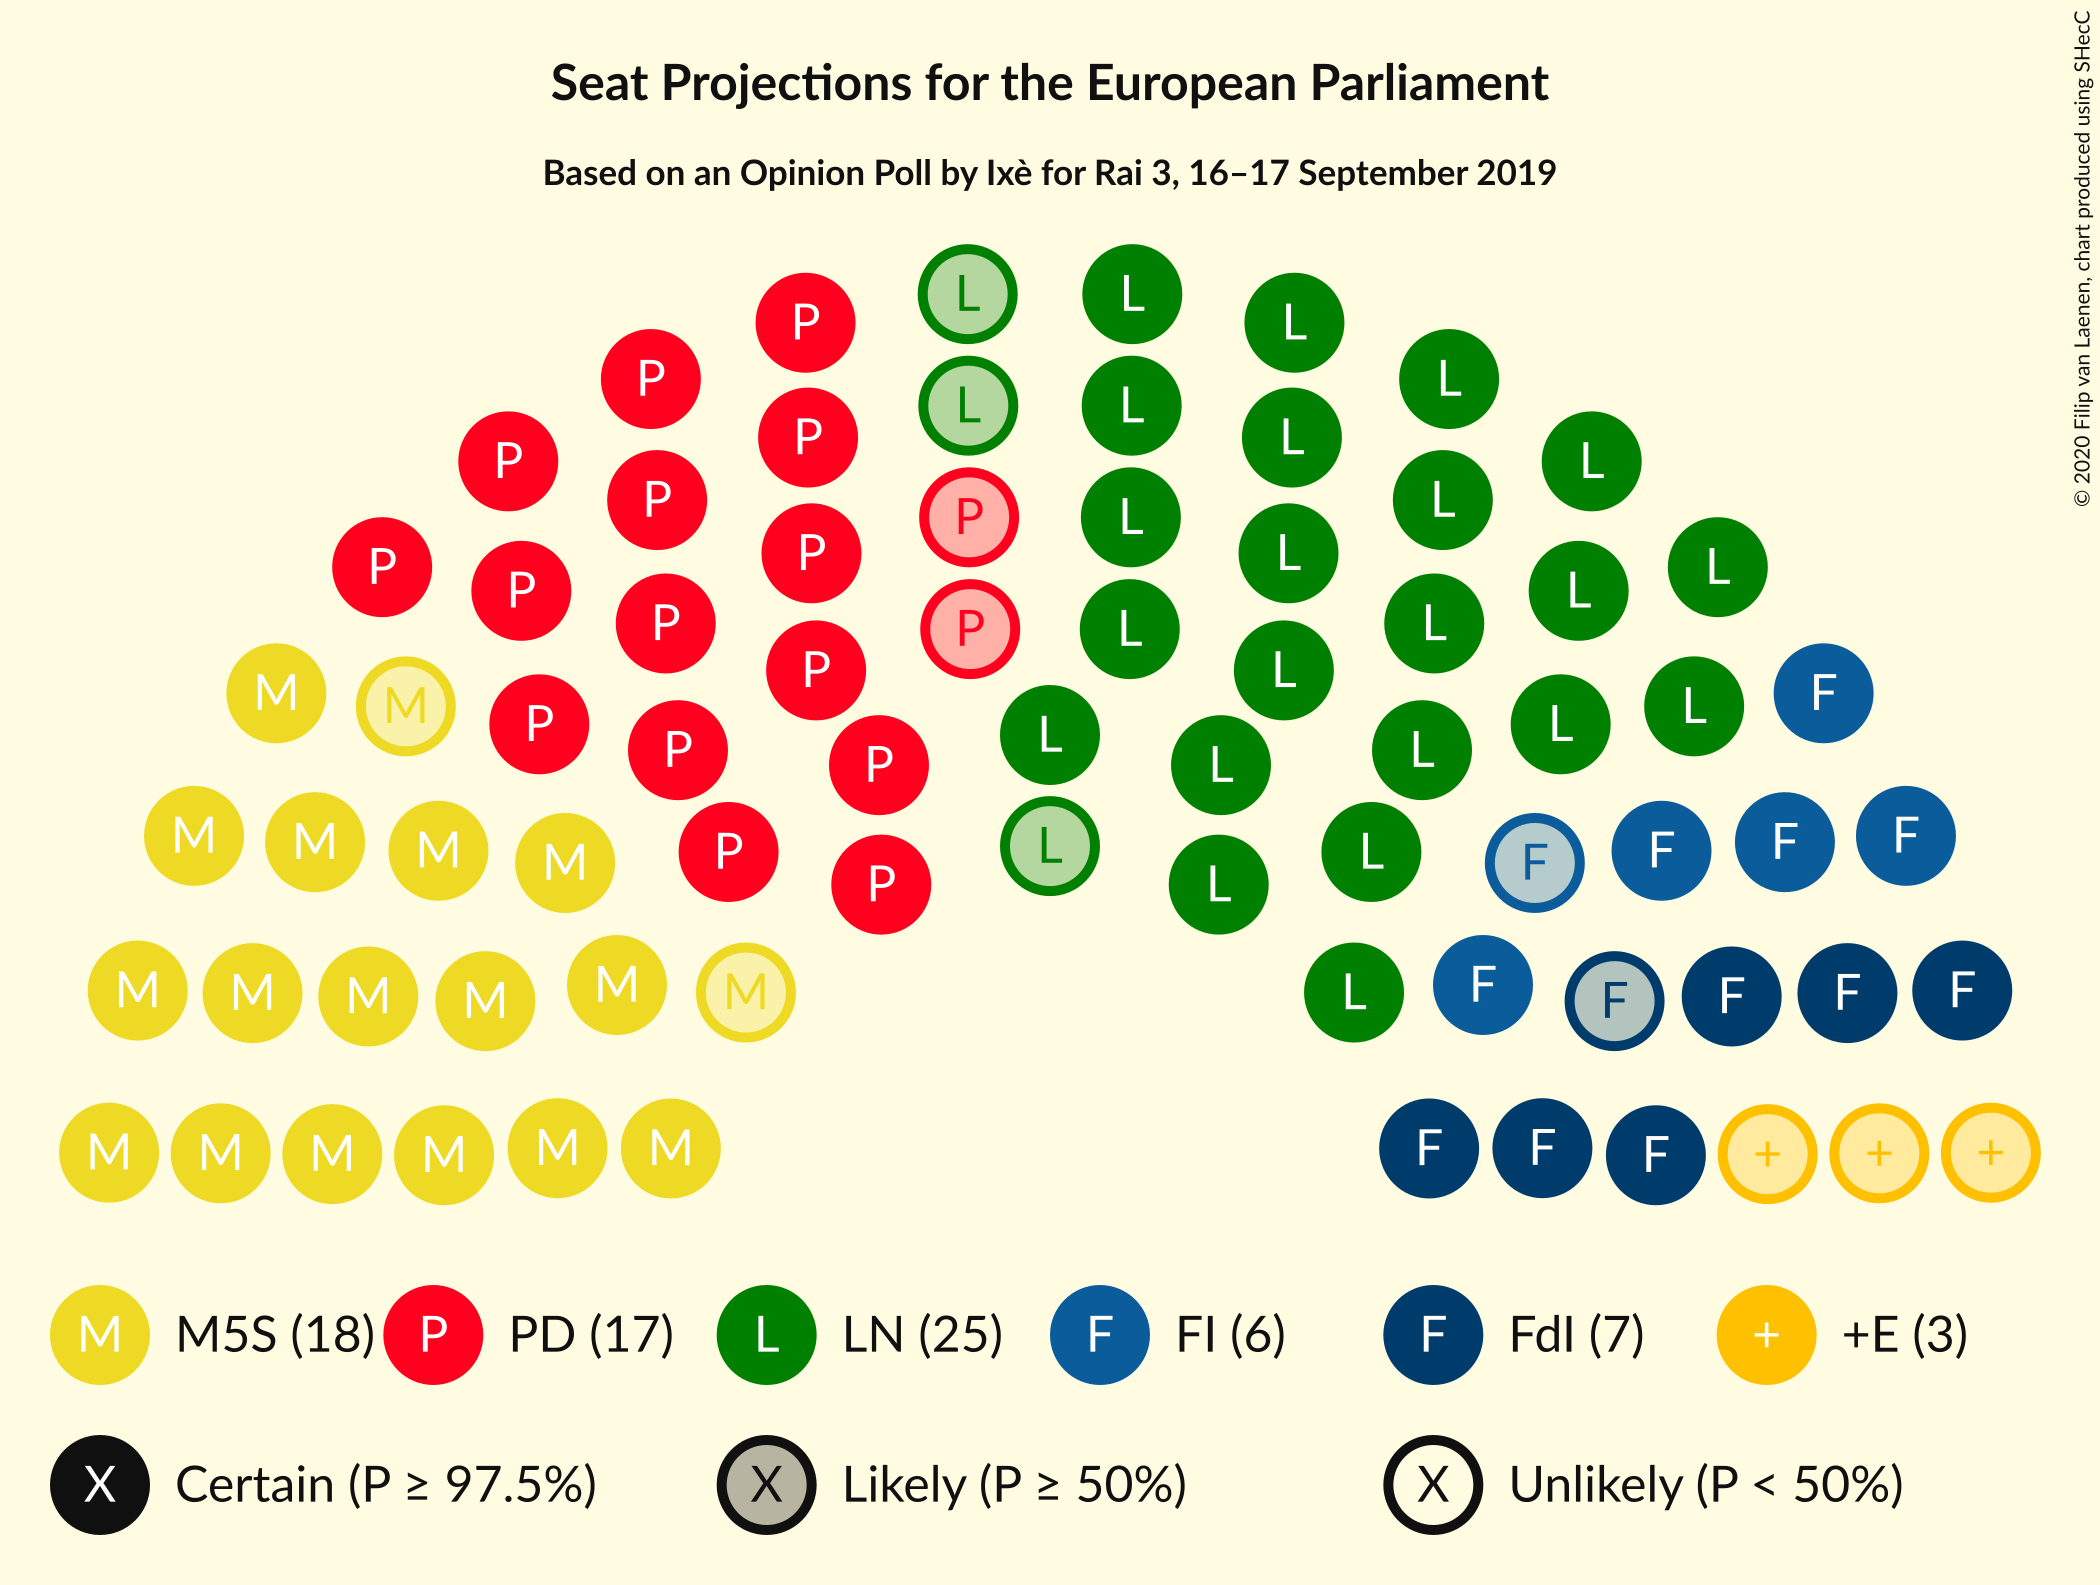 Seat Projections for the European Parliament
Based on an Opinion Poll by Ixè for Rai 3, 16–17 September 2019
© 2020 Filip van Laenen, chart produced using SHecC
L L
P L L P
P L L L L P
P P P L L L
P L L P
P P L L L L
P P L L
M M P P L L L L F
P L L P
M M M M P L L F F F F
P L L P
M M M M M M L F F F F F
M M M M M M F F F + + +
M M5S (18) P PD (17) L LN (25) F FI (6) F FdI (7) + +E (3)
X Certain (P ≥ 97.5%) X Likely (P ≥ 50%) X Unlikely (P < 50%)